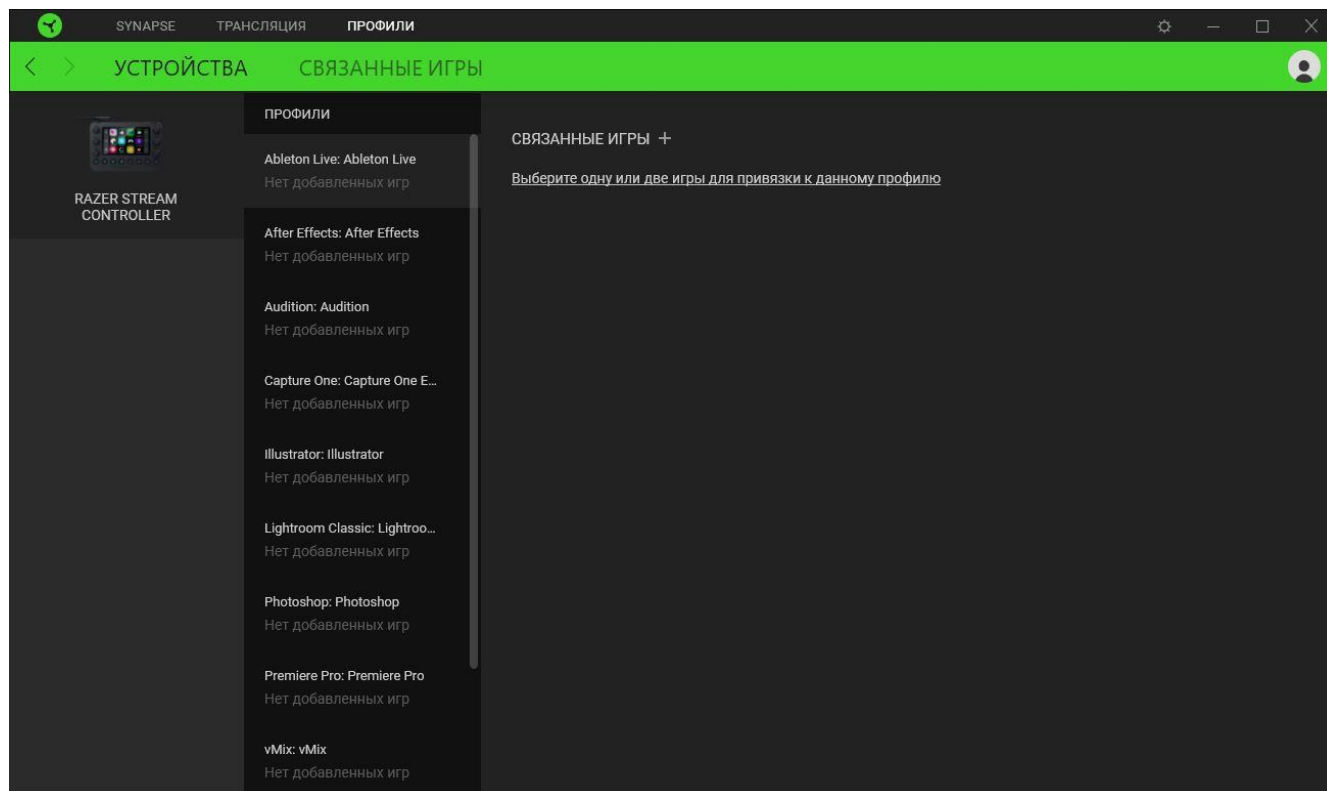 SYNAPSE ТРАНСЛЯЦИЯ ПРОФИЛИ
УСТРОЙСТВА СВЯЗАННЫЕ ИГРЫ
RAZER STREAM
CONTROLLER
ПРОФИЛИ
Ableton Live: Ableton Live
Нет добавленных игр
After Effects: After Effects
Нет добавленных игр
Audition: Audition
Нет добавленных игр
Capture One: Capture One E...
Нет добавленных игр
Illustrator: Illustrator
Нет добавленных игр
Lightroom Classic: Lightroo...
Нет добавленных игр
Photoshop: Photoshop
Нет добавленных игр
Premiere Pro: Premiere Pro
Нет добавленных игр
vMix: vMix
Нет добавленных игр
СВЯЗАННЫЕ ИГРЫ +
Выберите одну или две игры для привязки к данному профилю